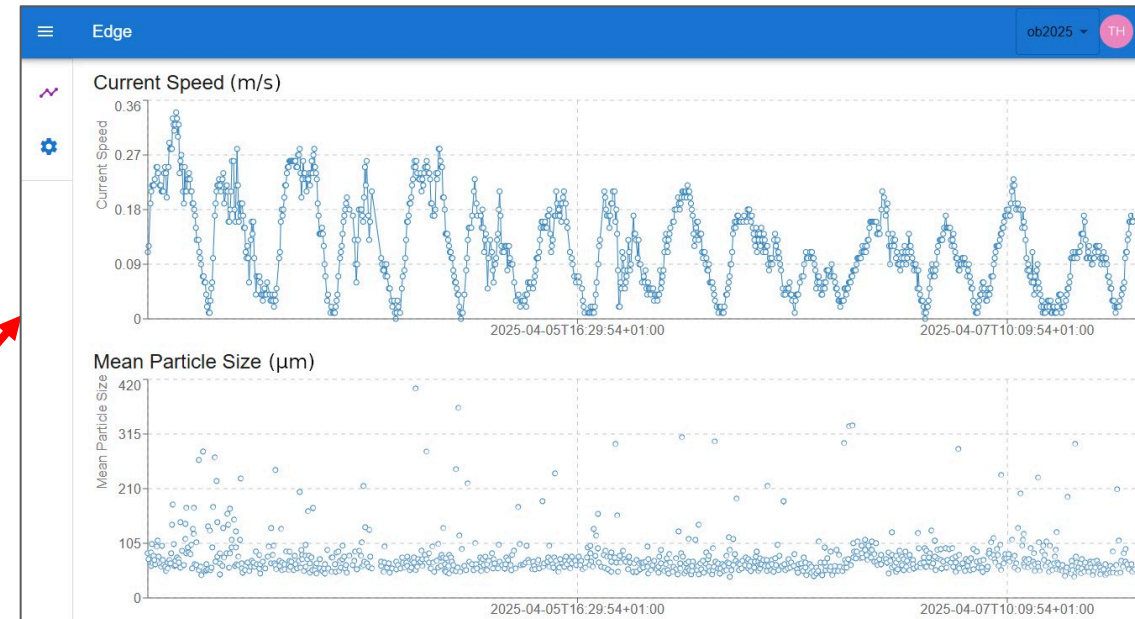 Edge
ob2025
TH
Current Speed (m/s)
0.36
0.27
0.18
0.09
0
Current Speed
2025-04-05T16:29:54+01:00
2025-04-07T10:09:54+01:00
Mean Particle Size (μm)
420
315
210
105
0
Mean Particle Size
2025-04-05T16:29:54+01:00
2025-04-07T10:09:54+01:00